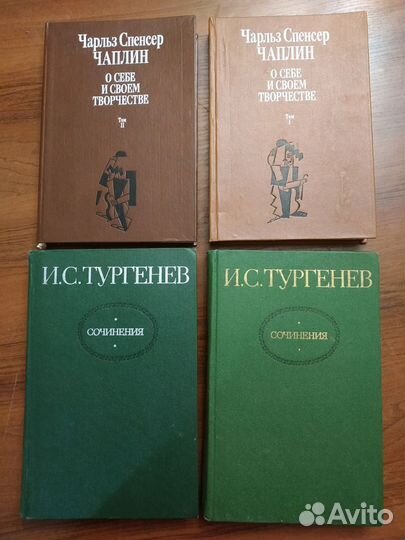 Чарльз Спенсер
ЧАПЛИН
О СЕБЕ
И СВОЕМ
ТВОРЧЕСТВЕ
Том
II
Чарльз Спенсер
ЧАПЛИН
О СЕБЕ
И СВОЕМ
ТВОРЧЕСТВЕ
Том
I
И.С.ТУРГЕНЕВ
СОЧИНЕНИЯ
И.С.ТУРГЕНЕВ
СОЧИНЕНИЯ
Avito